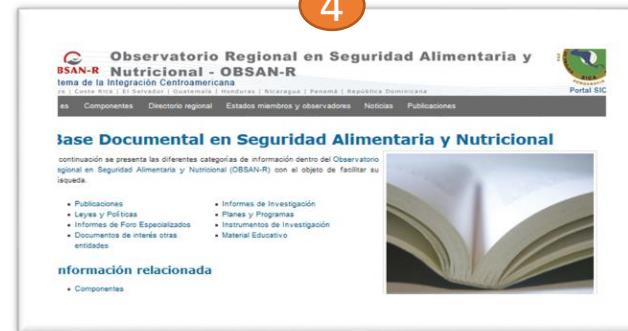 4
Observatorio Regional en Seguridad Alimentaria y
Nutricional - OBSAN-R
BSAN-R
tema de la Integración Centroamericana
Costa Rica | El Salvador | Guatemala | Honduras | Nicaragua | Panamá | República Dominicana
SICA
Portal SIC
es Componentes Directorio regional Estados miembros y observadores Noticias Publicaciones
Base Documental en Seguridad Alimentaria y Nutricional
continuación se presenta las diferentes categorías de información dentro del Observatorio
egional en Seguridad Alimentaria y Nutricional (OBSAN-R) con el objeto de facilitar su
úsqueda.
• Publicaciones
• Leyes y Políticas
• Informes de Foro Especializados
• Documentos de interés otras
entidades
• Informes de Investigación
• Planes y Programas
• Instrumentos de Investigación
• Material Educativo
nformación relacionada
• Componentes